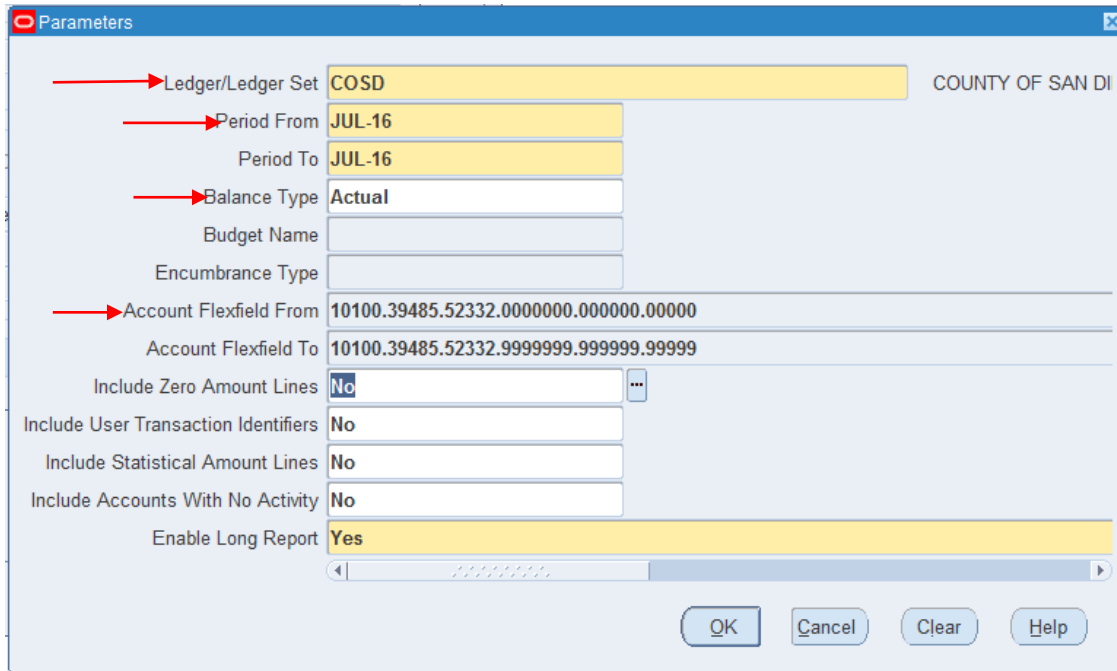 Parameters
Ledger/Ledger Set COSD COUNTY OF SAN DI
Period From JUL-16
Period To JUL-16
Balance Type Actual
Budget Name
Encumbrance Type
Account Flexfield From 10100.39485.52332.0000000.000000.00000
Account Flexfield To 10100.39485.52332.9999999.999999.99999
Include Zero Amount Lines No
Include User Transaction Identifiers No
Include Statistical Amount Lines No
Include Accounts With No Activity No
Enable Long Report Yes
OK Cancel Clear Help